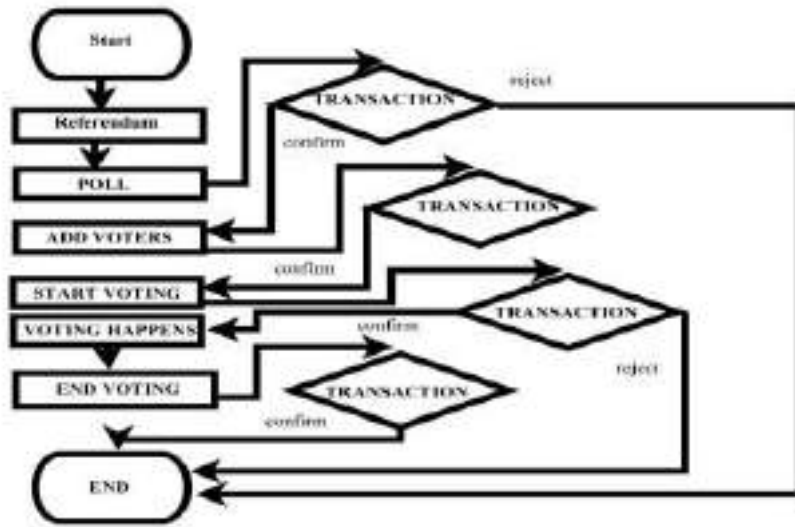 Start
TRANSACTION
reject
Referendum
confirm
POLL
TRANSACTION
ADD VOTERS
confirm
START VOTING
TRANSACTION
VOTING HAPPENS
confirm
reject
END VOTING
TRANSACTION
confirm
END